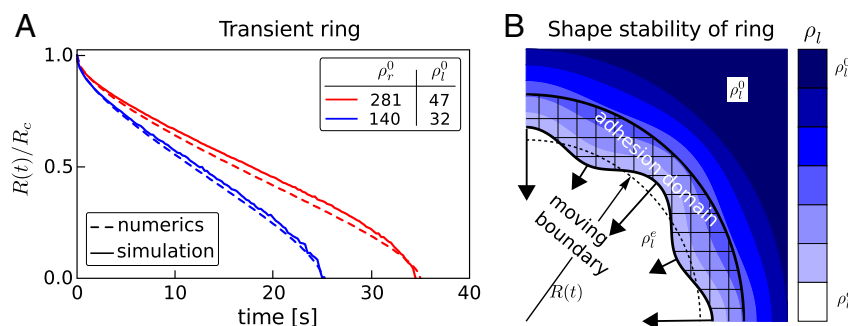 A
Transient ring
R(t)/R_c
1.0
0.5
0.0
0
10
20
30
40
time [s]
ρ_r^0 ρ_l^0
281 47
140 32
numerics
simulation
B
Shape stability of ring
ρ_l^0
adhesion domain
moving
boundary
ρ_l^e
R(t)
ρ_l